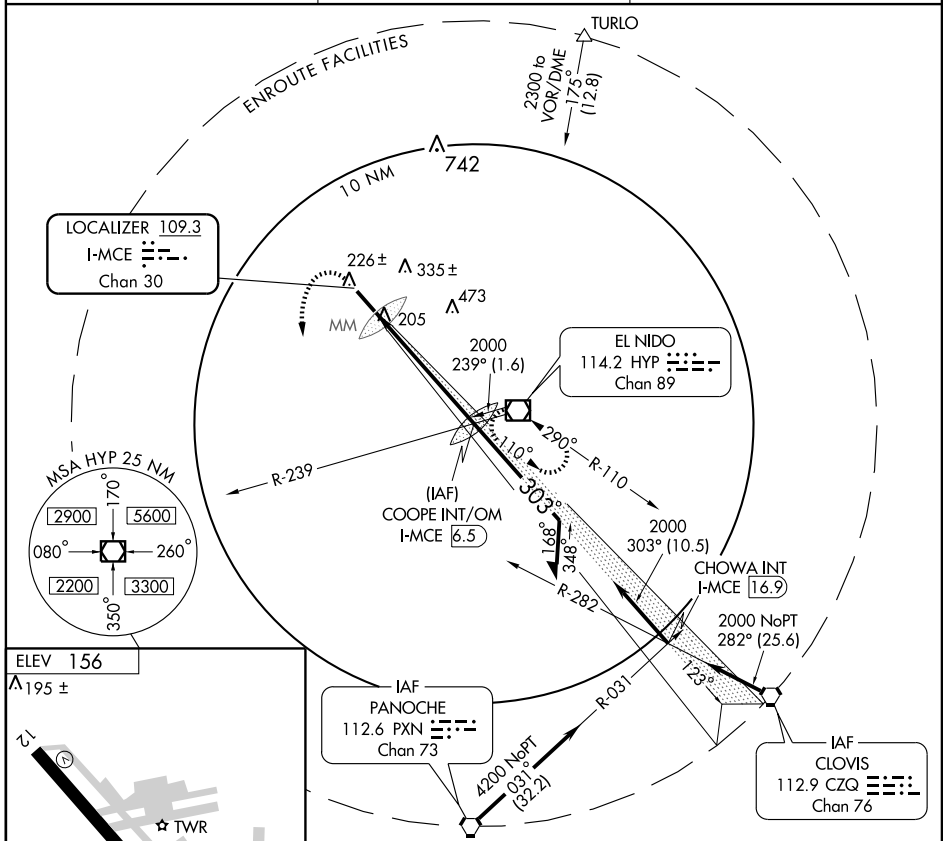 TURLO
ENROUTE FACILITIES
2300 to
VOR/DME
175°
(12.8)
742
10 NM
LOCALIZER 109.3
I-MCE
Chan 30
226 ±
335 ±
473
MM
205
2000
239° (1.6)
EL NIDO
114.2 HYP
Chan 89
110°
290°
R-110
R-239
(IAF)
COOPE INT/OM
I-MCE 6.5
303°
168°
348°
2000
303° (10.5)
CHOWA INT
I-MCE 16.9
R-282
2000 NoPT
282° (25.6)
123°
MSA HYP 25 NM
170°
2900
5600
080°
260°
2200
3300
350°
R-031
IAF
PANOCHE
112.6 PXN
Chan 73
4200 NoPT
031°
(32.2)
IAF
CLOVIS
112.9 CZQ
Chan 76
ELEV 156
195 ±
12
V
TWR